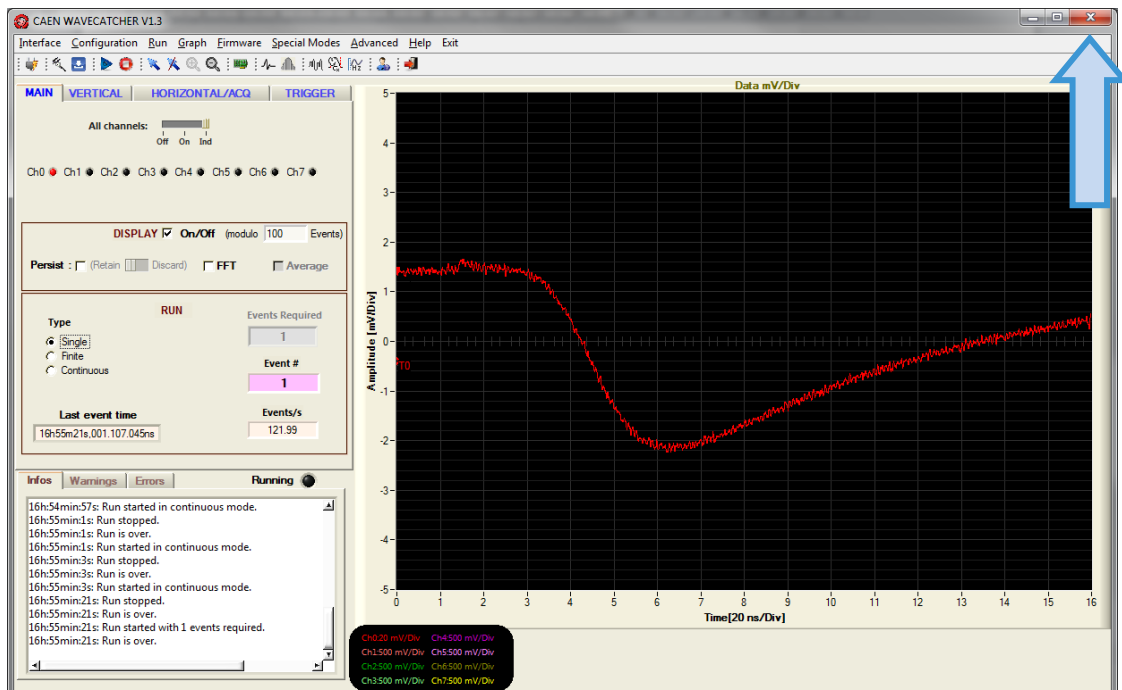 CAEN WAVECATCHER V1.3
Interface Configuration Run Graph Firmware Special Modes Advanced Help Exit
MAIN VERTICAL HORIZONTAL/ACQ TRIGGER
All channels:
Off On Ind
Ch0 Ch1 Ch2 Ch3 Ch4 Ch5 Ch6 Ch7
DISPLAY On/Off (modulo 100 Events)
Persist : (Retain Discard) FFT Average
RUN
Type
Single
Finite
Continuous
Events Required
1
Event #
1
Last event time
16h55m21s,001.107.045ns
Events/s
121.99
Infos Warnings Errors Running
16h:54min:57s: Run started in continuous mode.
16h:55min:1s: Run stopped.
16h:55min:1s: Run is over.
16h:55min:1s: Run started in continuous mode.
16h:55min:3s: Run stopped.
16h:55min:3s: Run is over.
16h:55min:3s: Run started in continuous mode.
16h:55min:21s: Run stopped.
16h:55min:21s: Run is over.
16h:55min:21s: Run started with 1 events required.
16h:55min:21s: Run is over.
Data mV/Div
Amplitude [mV/Div]
5
4
3
2
1
0
-1
-2
-3
-4
-5
T0
0 1 2 3 4 5 6 7 8 9 10 11 12 13 14 15 16
Time[20 ns/Div]
Ch0:20 mV/Div Ch4:500 mV/Div
Ch1:500 mV/Div Ch5:500 mV/Div
Ch2:500 mV/Div Ch6:500 mV/Div
Ch3:500 mV/Div Ch7:500 mV/Div